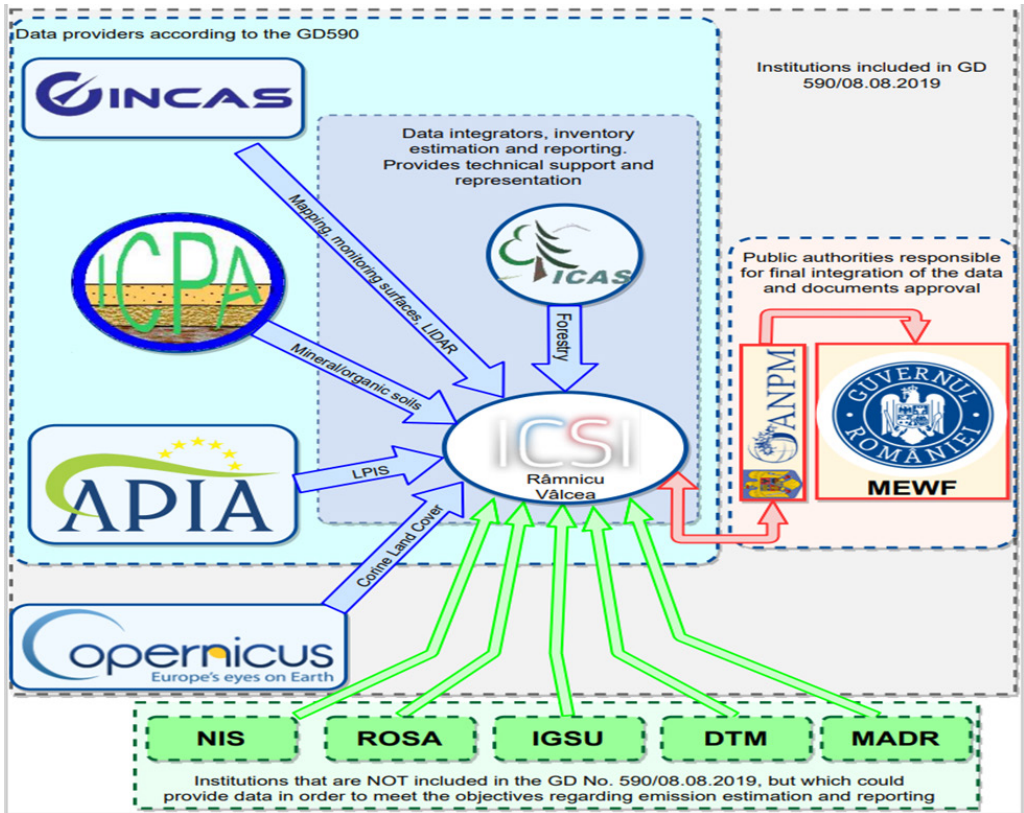 Data providers according to the GD590
INCAS
Institutions included in GD
590/08.08.2019
Data integrators, inventory
estimation and reporting.
Provides technical support and
representation
Mapping, monitoring surfaces, LIDAR
ICAS
ICPA
Forestry
Public authorities responsible
for final integration of the data
and documents approval
Mineral/organic soils
ANPM
GUVERNUL
ROMÂNIEI
MEWF
ICSI
Râmnicu
Vâlcea
LPIS
APIA
Corine Land Cover
Copernicus
Europe's eyes on Earth
NIS
ROSA
IGSU
DTM
MADR
Institutions that are NOT included in the GD No. 590/08.08.2019, but which could
provide data in order to meet the objectives regarding emission estimation and reporting